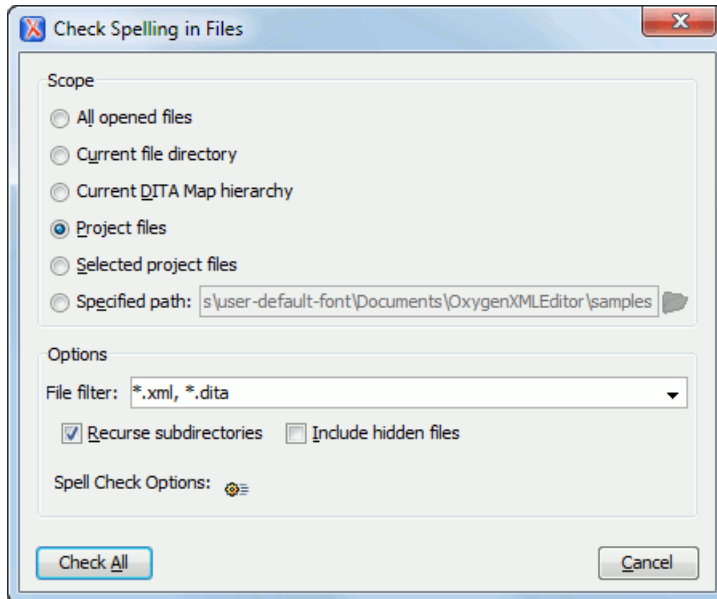 Check Spelling in Files
Scope
All opened files
Current file directory
Current DITA Map hierarchy
Project files
Selected project files
Specified path: s\user-default-font\Documents\OxygenXMLEditor\samples
Options
File filter: *.xml, *.dita
Recurse subdirectories Include hidden files
Spell Check Options:
Check All Cancel